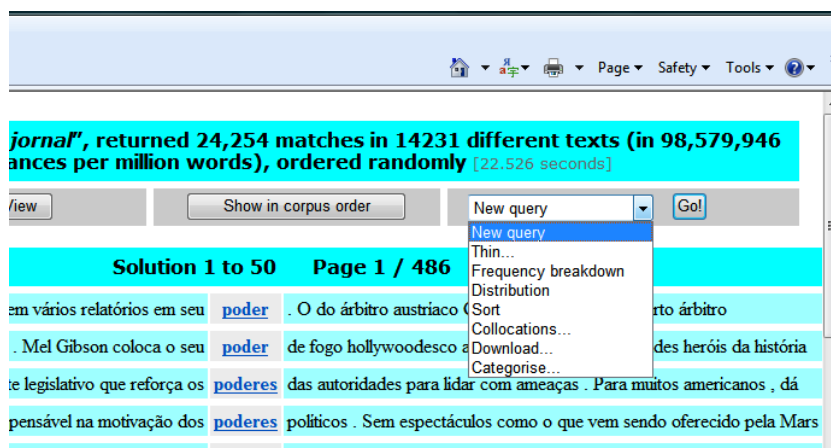 Page Safety Tools
jornal", returned 24,254 matches in 14231 different texts (in 98,579,946
ances per million words), ordered randomly [22.526 seconds]
View Show in corpus order New query Go!
New query
Thin...
Frequency breakdown
Distribution
Sort
Collocations...
Download...
Categorise...
Solution 1 to 50 Page 1 / 486
em vários relatórios em seu poder . O do árbitro austríaco rto árbitro
. Mel Gibson coloca o seu poder de fogo hollywoodesco a des heróis da história
te legislativo que reforça os poderes das autoridades para lidar com ameaças . Para muitos americanos , dá
pensável na motivação dos poderes políticos . Sem espectáculos como o que vem sendo oferecido pela Mars